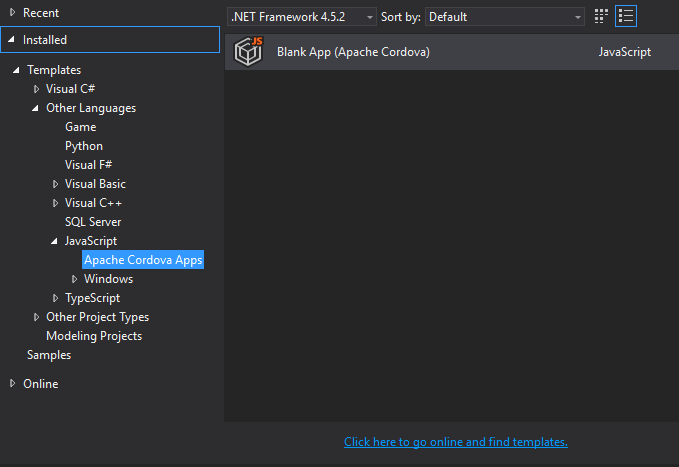 Recent
Installed
Templates
Visual C#
Other Languages
Game
Python
Visual F#
Visual Basic
Visual C++
SQL Server
JavaScript
Apache Cordova Apps
Windows
TypeScript
Other Project Types
Modeling Projects
Samples
Online
.NET Framework 4.5.2 Sort by: Default
JS Blank App (Apache Cordova) JavaScript
Click here to go online and find templates.